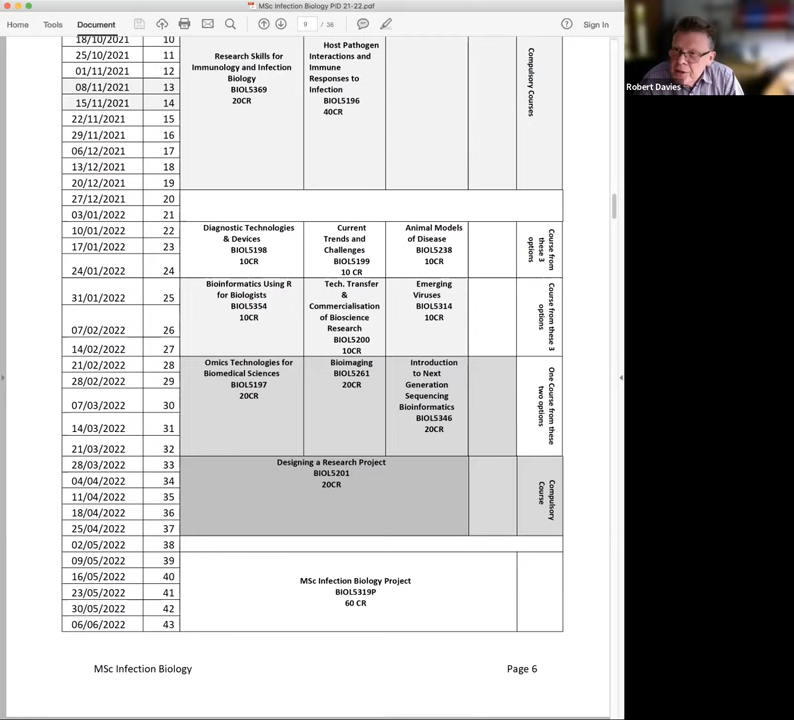 MSc Infection Biology PID 21-22.pdf
Home
Tools
Document
9
/ 36
Sign In
Robert Davies
18/10/2021 10
25/10/2021 11
01/11/2021 12
08/11/2021 13
15/11/2021 14
22/11/2021 15
29/11/2021 16
06/12/2021 17
13/12/2021 18
20/12/2021 19
Research Skills for
Immunology and Infection
Biology
BIOL5369
20CR
Host Pathogen
Interactions and
Immune
Responses to
Infection
BIOL5196
40CR
Compulsory Courses
27/12/2021 20
03/01/2022 21
10/01/2022 22
17/01/2022 23
24/01/2022 24
Diagnostic Technologies
& Devices
BIOL5198
10CR
Current
Trends and
Challenges
BIOL5199
10 CR
Animal Models
of Disease
BIOL5238
10CR
Course from
these 3
options
31/01/2022 25
07/02/2022 26
14/02/2022 27
Bioinformatics Using R
for Biologists
BIOL5354
10CR
Tech. Transfer
&
Commercialisation
of Bioscience
Research
BIOL5200
10CR
Emerging
Viruses
BIOL5314
10CR
Course from
these 3
options
21/02/2022 28
28/02/2022 29
07/03/2022 30
14/03/2022 31
21/03/2022 32
Omics Technologies for
Biomedical Sciences
BIOL5197
20CR
Bioimaging
BIOL5261
20CR
Introduction
to Next
Generation
Sequencing
Bioinformatics
BIOL5346
20CR
One Course from these
two options
28/03/2022 33
04/04/2022 34
11/04/2022 35
18/04/2022 36
25/04/2022 37
Designing a Research Project
BIOL5201
20CR
Compulsory
Course
02/05/2022 38
09/05/2022 39
16/05/2022 40
23/05/2022 41
30/05/2022 42
06/06/2022 43
MSc Infection Biology Project
BIOL5319P
60 CR
MSc Infection Biology
Page 6